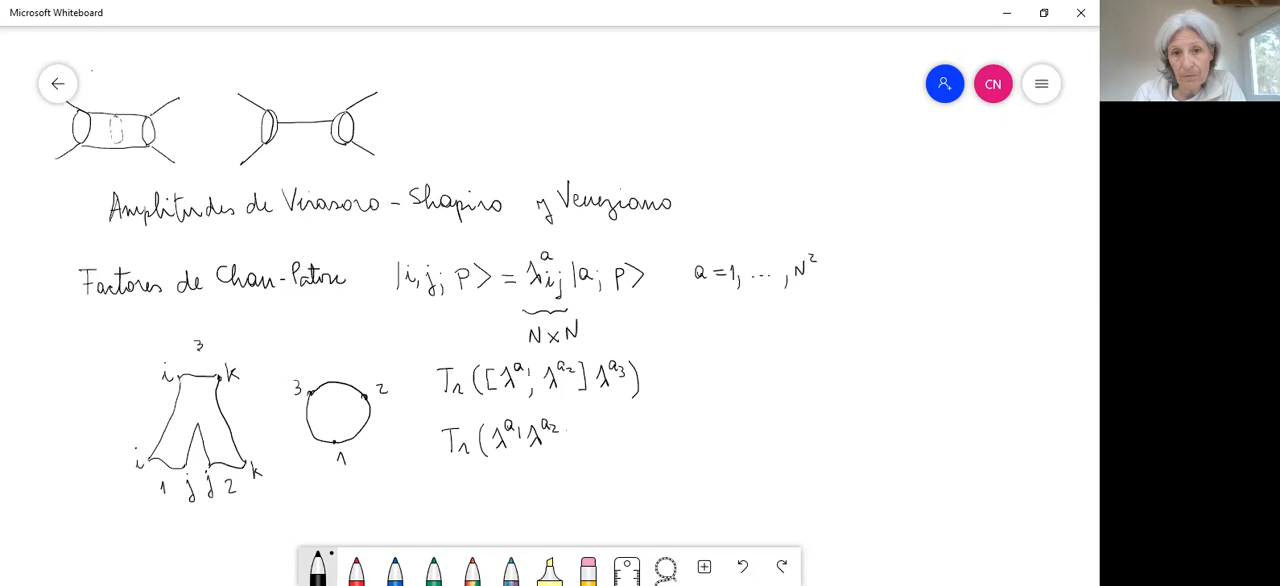 Microsoft Whiteboard
CN
Amplitudes de Virasoro - Shapiro y Veneziano
Factores de Chan-Paton |i,j; p> = λ^a_ij |a; p> a = 1, ..., N²
N×N
3
i k
3 2
Tr([λ^a1, λ^a2] λ^a3)
Tr(λ^a1 λ^a2
1
i k
1 j j 2